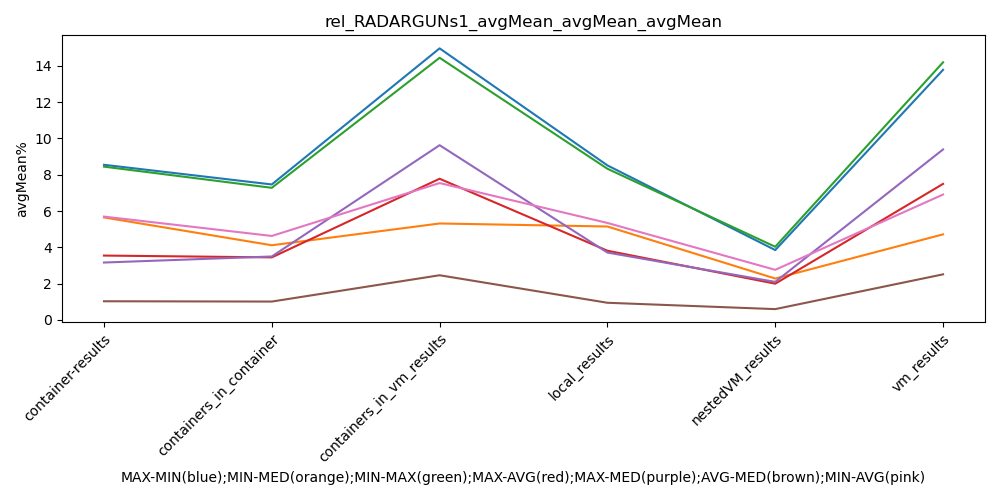 rel_RADARGUNs1_avgMean_avgMean_avgMean
avgMean%
14
12
10
8
6
4
2
0
container-results
containers_in_container
containers_in_vm_results
local_results
nestedVM_results
vm_results
MAX-MIN(blue);MIN-MED(orange);MIN-MAX(green);MAX-AVG(red);MAX-MED(purple);AVG-MED(brown);MIN-AVG(pink)